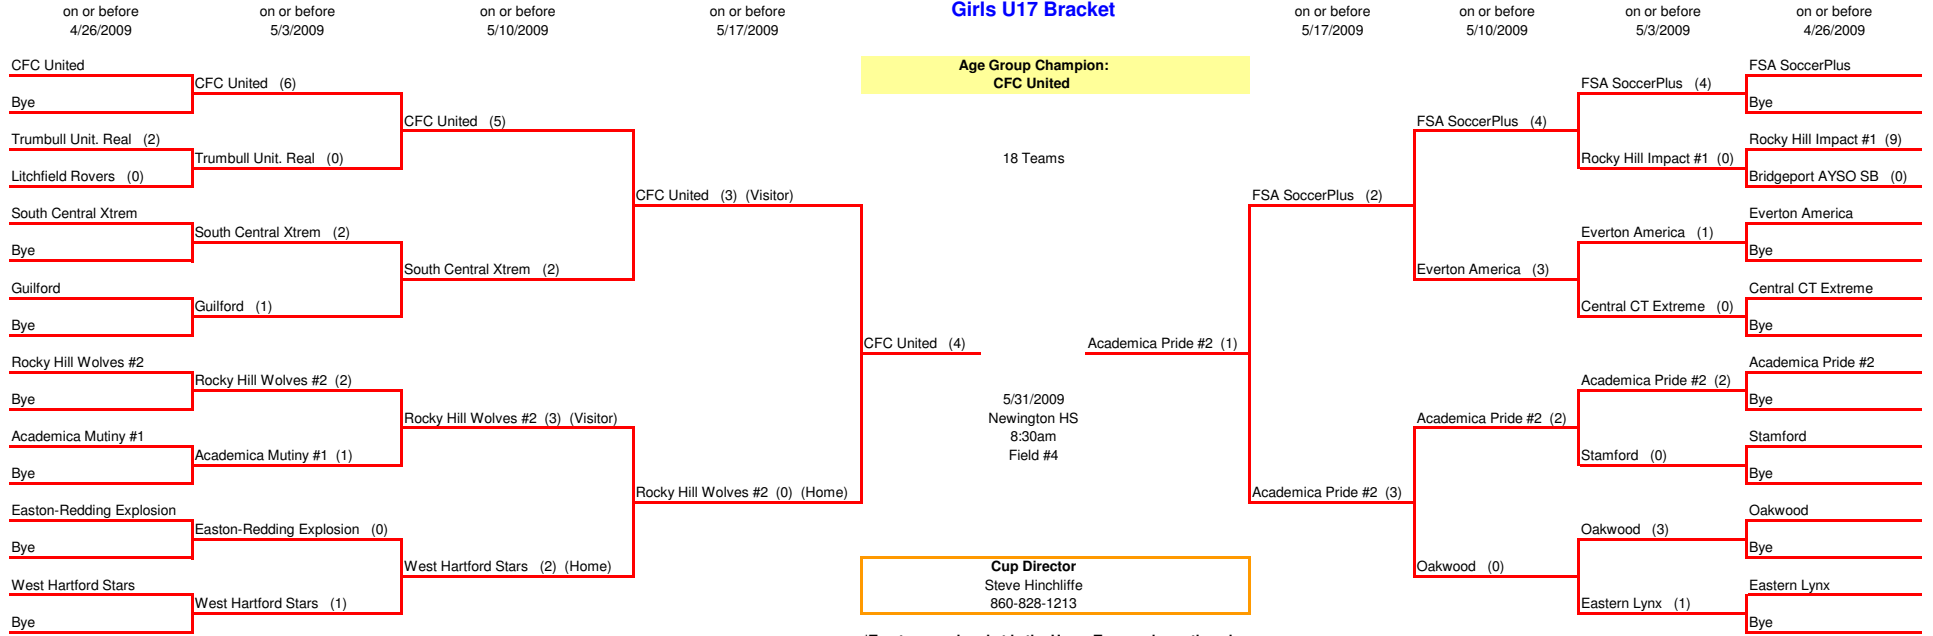 Girls U17 Bracket
on or before
4/26/2009
on or before
5/3/2009
on or before
5/10/2009
on or before
5/17/2009
on or before
5/17/2009
on or before
5/10/2009
on or before
5/3/2009
on or before
4/26/2009
CFC United
Bye
Trumbull Unit. Real (2)
Litchfield Rovers (0)
South Central Xtrem
Bye
Guilford
Bye
Rocky Hill Wolves #2
Bye
Academica Mutiny #1
Bye
Easton-Redding Explosion
Bye
West Hartford Stars
Bye
CFC United (6)
Trumbull Unit. Real (0)
South Central Xtrem (2)
Guilford (1)
Rocky Hill Wolves #2 (2)
Academica Mutiny #1 (1)
Easton-Redding Explosion (0)
West Hartford Stars (1)
CFC United (5)
South Central Xtrem (2)
Rocky Hill Wolves #2 (3) (Visitor)
West Hartford Stars (2) (Home)
CFC United (3) (Visitor)
Rocky Hill Wolves #2 (0) (Home)
CFC United (4)
Age Group Champion:
CFC United
18 Teams
5/31/2009
Newington HS
8:30am
Field #4
Cup Director
Steve Hinchliffe
860-828-1213
Academica Pride #2 (1)
FSA SoccerPlus (2)
Academica Pride #2 (3)
FSA SoccerPlus (4)
Everton America (3)
Academica Pride #2 (2)
Oakwood (0)
FSA SoccerPlus (4)
Rocky Hill Impact #1 (0)
Everton America (1)
Central CT Extreme (0)
Academica Pride #2 (2)
Stamford (0)
Oakwood (3)
Eastern Lynx (1)
FSA SoccerPlus
Bye
Rocky Hill Impact #1 (9)
Bridgeport AYSO SB (0)
Everton America
Bye
Central CT Extreme
Bye
Academica Pride #2
Bye
Stamford
Bye
Oakwood
Bye
Eastern Lynx
Bye